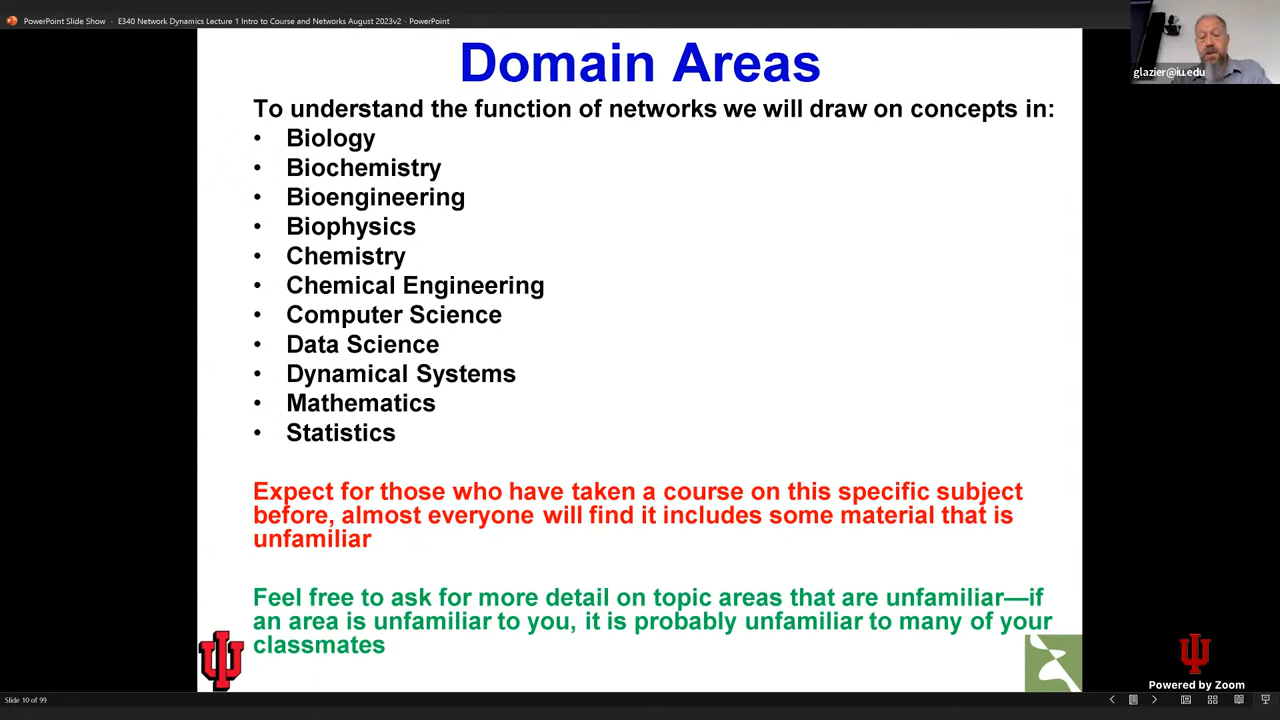 PowerPoint Slide Show - E340 Network Dynamics Lecture 1 Intro to Course and Networks August 2023v2 - PowerPoint
glazier@iu.edu
Domain Areas
To understand the function of networks we will draw on concepts in:
• Biology
• Biochemistry
• Bioengineering
• Biophysics
• Chemistry
• Chemical Engineering
• Computer Science
• Data Science
• Dynamical Systems
• Mathematics
• Statistics
Expect for those who have taken a course on this specific subject
before, almost everyone will find it includes some material that is
unfamiliar
Feel free to ask for more detail on topic areas that are unfamiliar—if
an area is unfamiliar to you, it is probably unfamiliar to many of your
classmates
Powered by Zoom
Slide 10 of 99